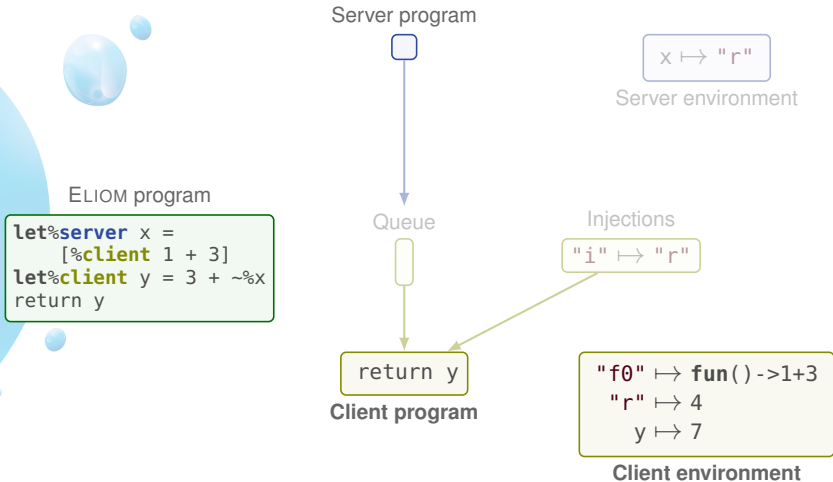 Server program
x ⟼ "r"
Server environment
ELIOM program
let%server x =
[%client 1 + 3]
let%client y = 3 + ~%x
return y
Queue
Injections
"i" ⟼ "r"
return y
Client program
"f0" ⟼ fun()->1+3
"r" ⟼ 4
y ⟼ 7
Client environment